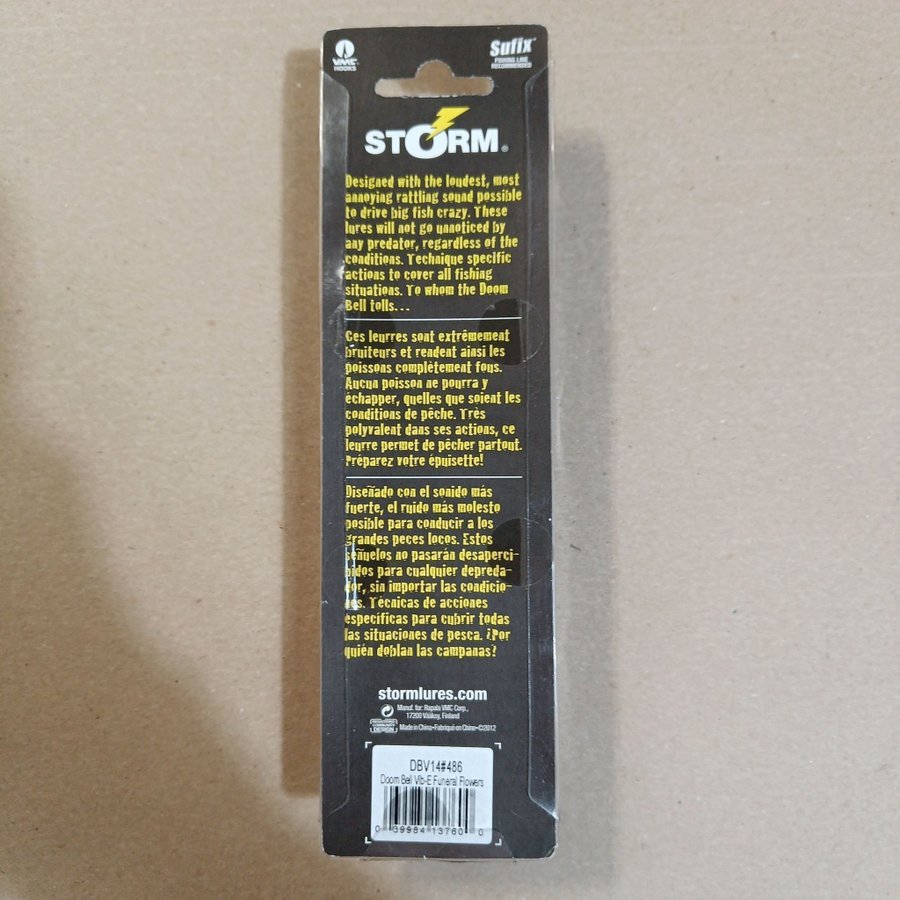 VMC
HOOKS
Sufix
FISHING LINE
RECOMMENDED
STORM®
Designed with the loudest, most
annoying rattling sound possible
to drive big fish crazy. These
lures will not go unnoticed by
any predator, regardless of the
conditions. Technique specific
actions to cover all fishing
situations. To whom the Doom
Bell tolls...
Ces leurres sont extrêmement
bruiteurs et rendent ainsi les
poissons complètement fous.
Aucun poisson ne pourra y
échapper, quelles que soient les
conditions de pêche. Très
polyvalent dans ses actions, ce
leurre permet de pêcher partout.
Préparez votre épuisette!
Diseñado con el sonido más
fuerte, el ruido más molesto
posible para conducir a los
grandes peces locos. Estos
señuelos no pasarán desaperci-
bidos para cualquier depreda-
dor, sin importar las condicio-
nes. Técnicas de acciones
específicas para cubrir todas
las situaciones de pesca. ¿Por
quién doblan las campanas?
stormlures.com
Manuf. for: Rapala VMC Corp.,
17200 Vääksy, Finland
REGISTERED
COMMUNITY
DESIGN
Made in China•Fabriqué en Chine•©2012
DBV14#486
Doom Bell Vib-E Funeral Flowers
0 39984 13760 0